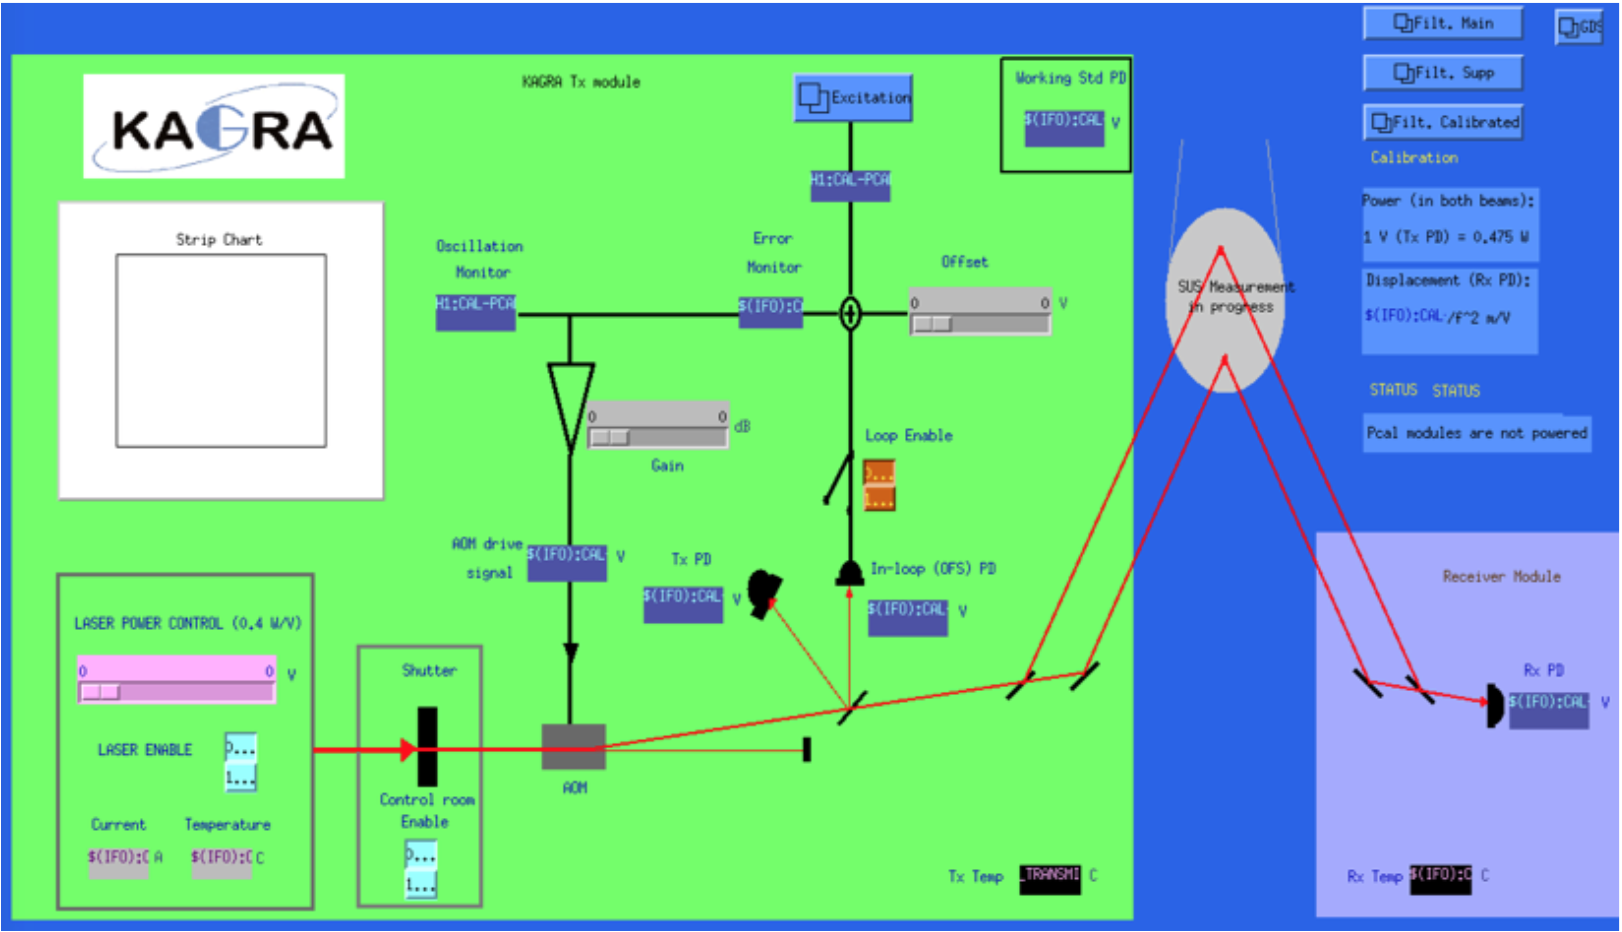 Filt. Main
GDS
Filt. Supp
Filt. Calibrated
Calibration
Power (in both beams):
1 V (Tx PD) = 0.475 W
Displacement (Rx PD):
$(IFO):CAL-/f^2 m/V
STATUS STATUS
Pcal modules are not powered
KAGRA Tx module
KAGRA
Excitation
Working Std PD
$(IFO):CAL- V
H1:CAL-PCA
Strip Chart
Oscillation
Monitor
H1:CAL-PCA
Error
Monitor
$(IFO):C
Offset
0 0 V
SUS Measurement
in progress
0 0 dB
Gain
Loop Enable
0...
1...
AOM drive
signal
$(IFO):CAL- V
Tx PD
$(IFO):CAL- V
In-loop (OFS) PD
$(IFO):CAL- V
LASER POWER CONTROL (0.4 W/V)
0 0 V
LASER ENABLE
0...
1...
Current
$(IFO):C A
Temperature
$(IFO):C C
Shutter
Control room
Enable
0...
1...
AOM
Tx Temp
_TRANSMI C
Receiver Module
Rx PD
$(IFO):CAL- V
Rx Temp $(IFO):C C